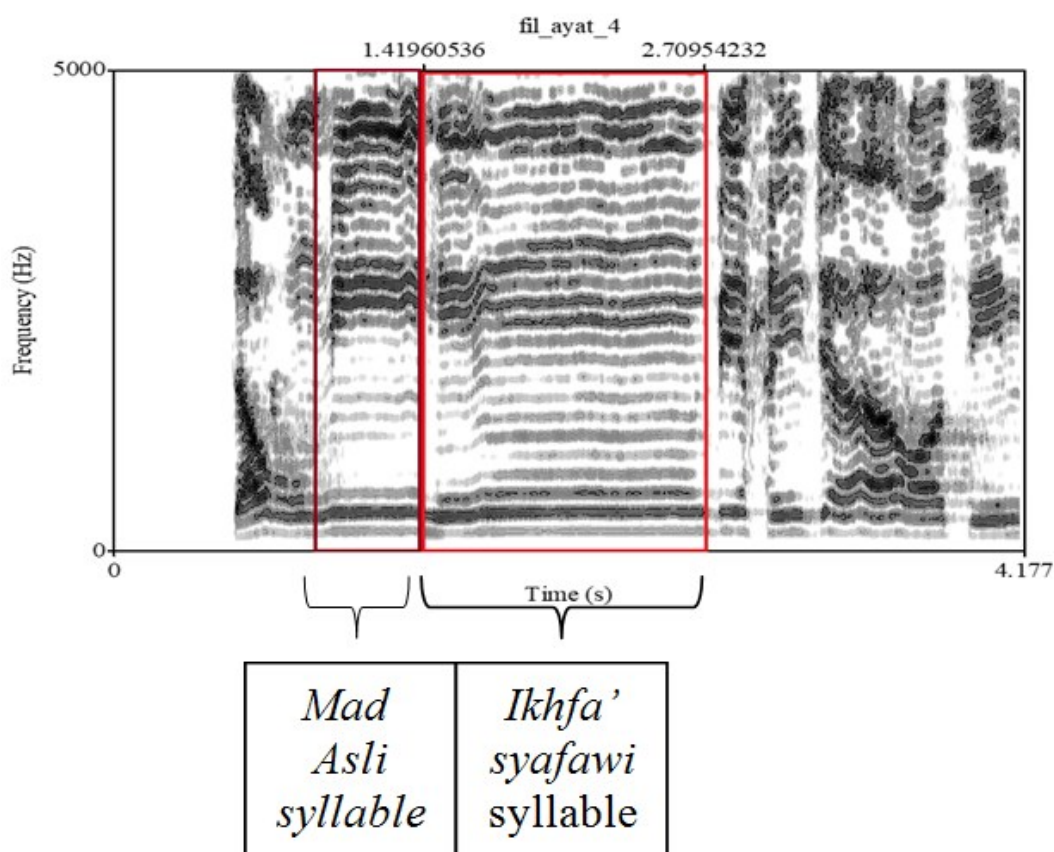 fil_ayat_4
1.41960536 2.70954232
5000
Frequency (Hz)
0
0 4.177
Time (s)
Mad
Asli
syllable
Ikhfa’
syafawi
syllable